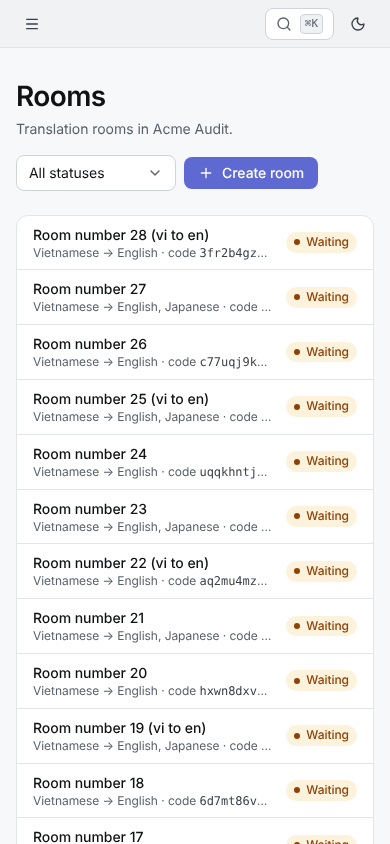 ⌘K
Rooms
Translation rooms in Acme Audit.
All statuses
+ Create room
Room number 28 (vi to en)
Vietnamese → English · code 3fr2b4gz...
Waiting
Room number 27
Vietnamese → English, Japanese · code ...
Waiting
Room number 26
Vietnamese → English · code c77uqj9k...
Waiting
Room number 25 (vi to en)
Vietnamese → English, Japanese · code ...
Waiting
Room number 24
Vietnamese → English · code uqqkhntj...
Waiting
Room number 23
Vietnamese → English, Japanese · code ...
Waiting
Room number 22 (vi to en)
Vietnamese → English · code aq2mu4mz...
Waiting
Room number 21
Vietnamese → English, Japanese · code ...
Waiting
Room number 20
Vietnamese → English · code hxwn8dxv...
Waiting
Room number 19 (vi to en)
Vietnamese → English, Japanese · code ...
Waiting
Room number 18
Vietnamese → English · code 6d7mt86v...
Waiting
Room number 17
Waiting